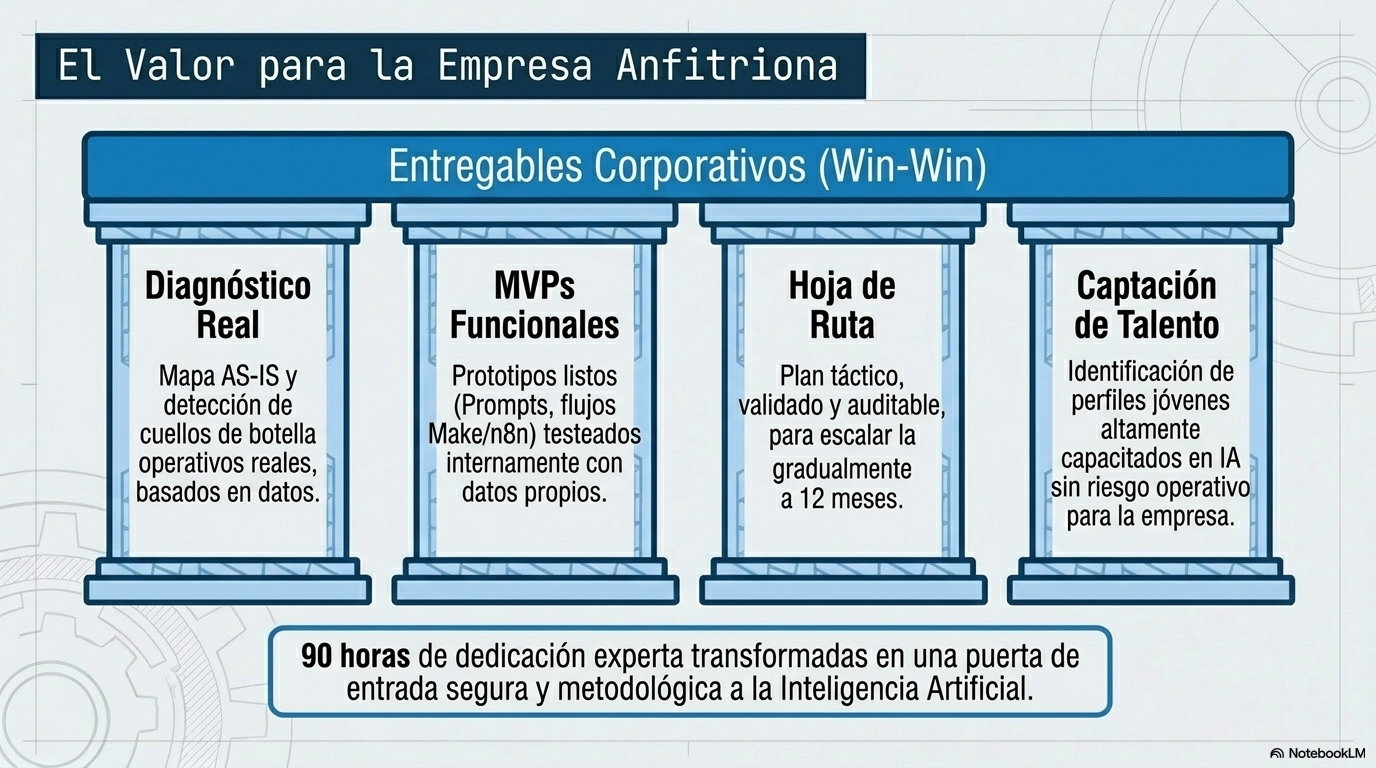 El Valor para la Empresa Anfitriona
Entregables Corporativos (Win-Win)
Diagnóstico
Real
Mapa AS-IS y
detección de
cuellos de botella
operativos reales,
basados en datos.
MVPs
Funcionales
Prototipos listos
(Prompts, flujos
Make/n8n) testeados
internamente con
datos propios.
Hoja de
Ruta
Plan táctico,
validado y auditable,
para escalar la
gradualmente
a 12 meses.
Captación
de Talento
Identificación de
perfiles jóvenes
altamente
capacitados en IA
sin riesgo operativo
para la empresa.
90 horas de dedicación experta transformadas en una puerta de
entrada segura y metodológica a la Inteligencia Artificial.
NotebookLM